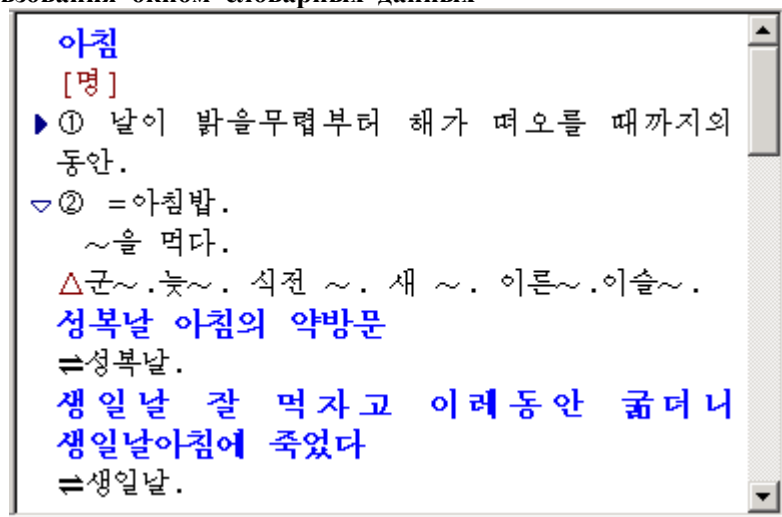 зования окном словарных данных
아침
[명]
▶① 날이 밝을무렵부터 해가 떠오를 때까지의
동안.
▽② =아침밥.
~을 먹다.
△군~.늦~. 식전 ~. 새 ~. 이른~.이슬~.
성복날 아침의 약방문
⇌성복날.
생일날 잘 먹자고 이레동안 굶더니
생일날아침에 죽었다
⇌생일날.